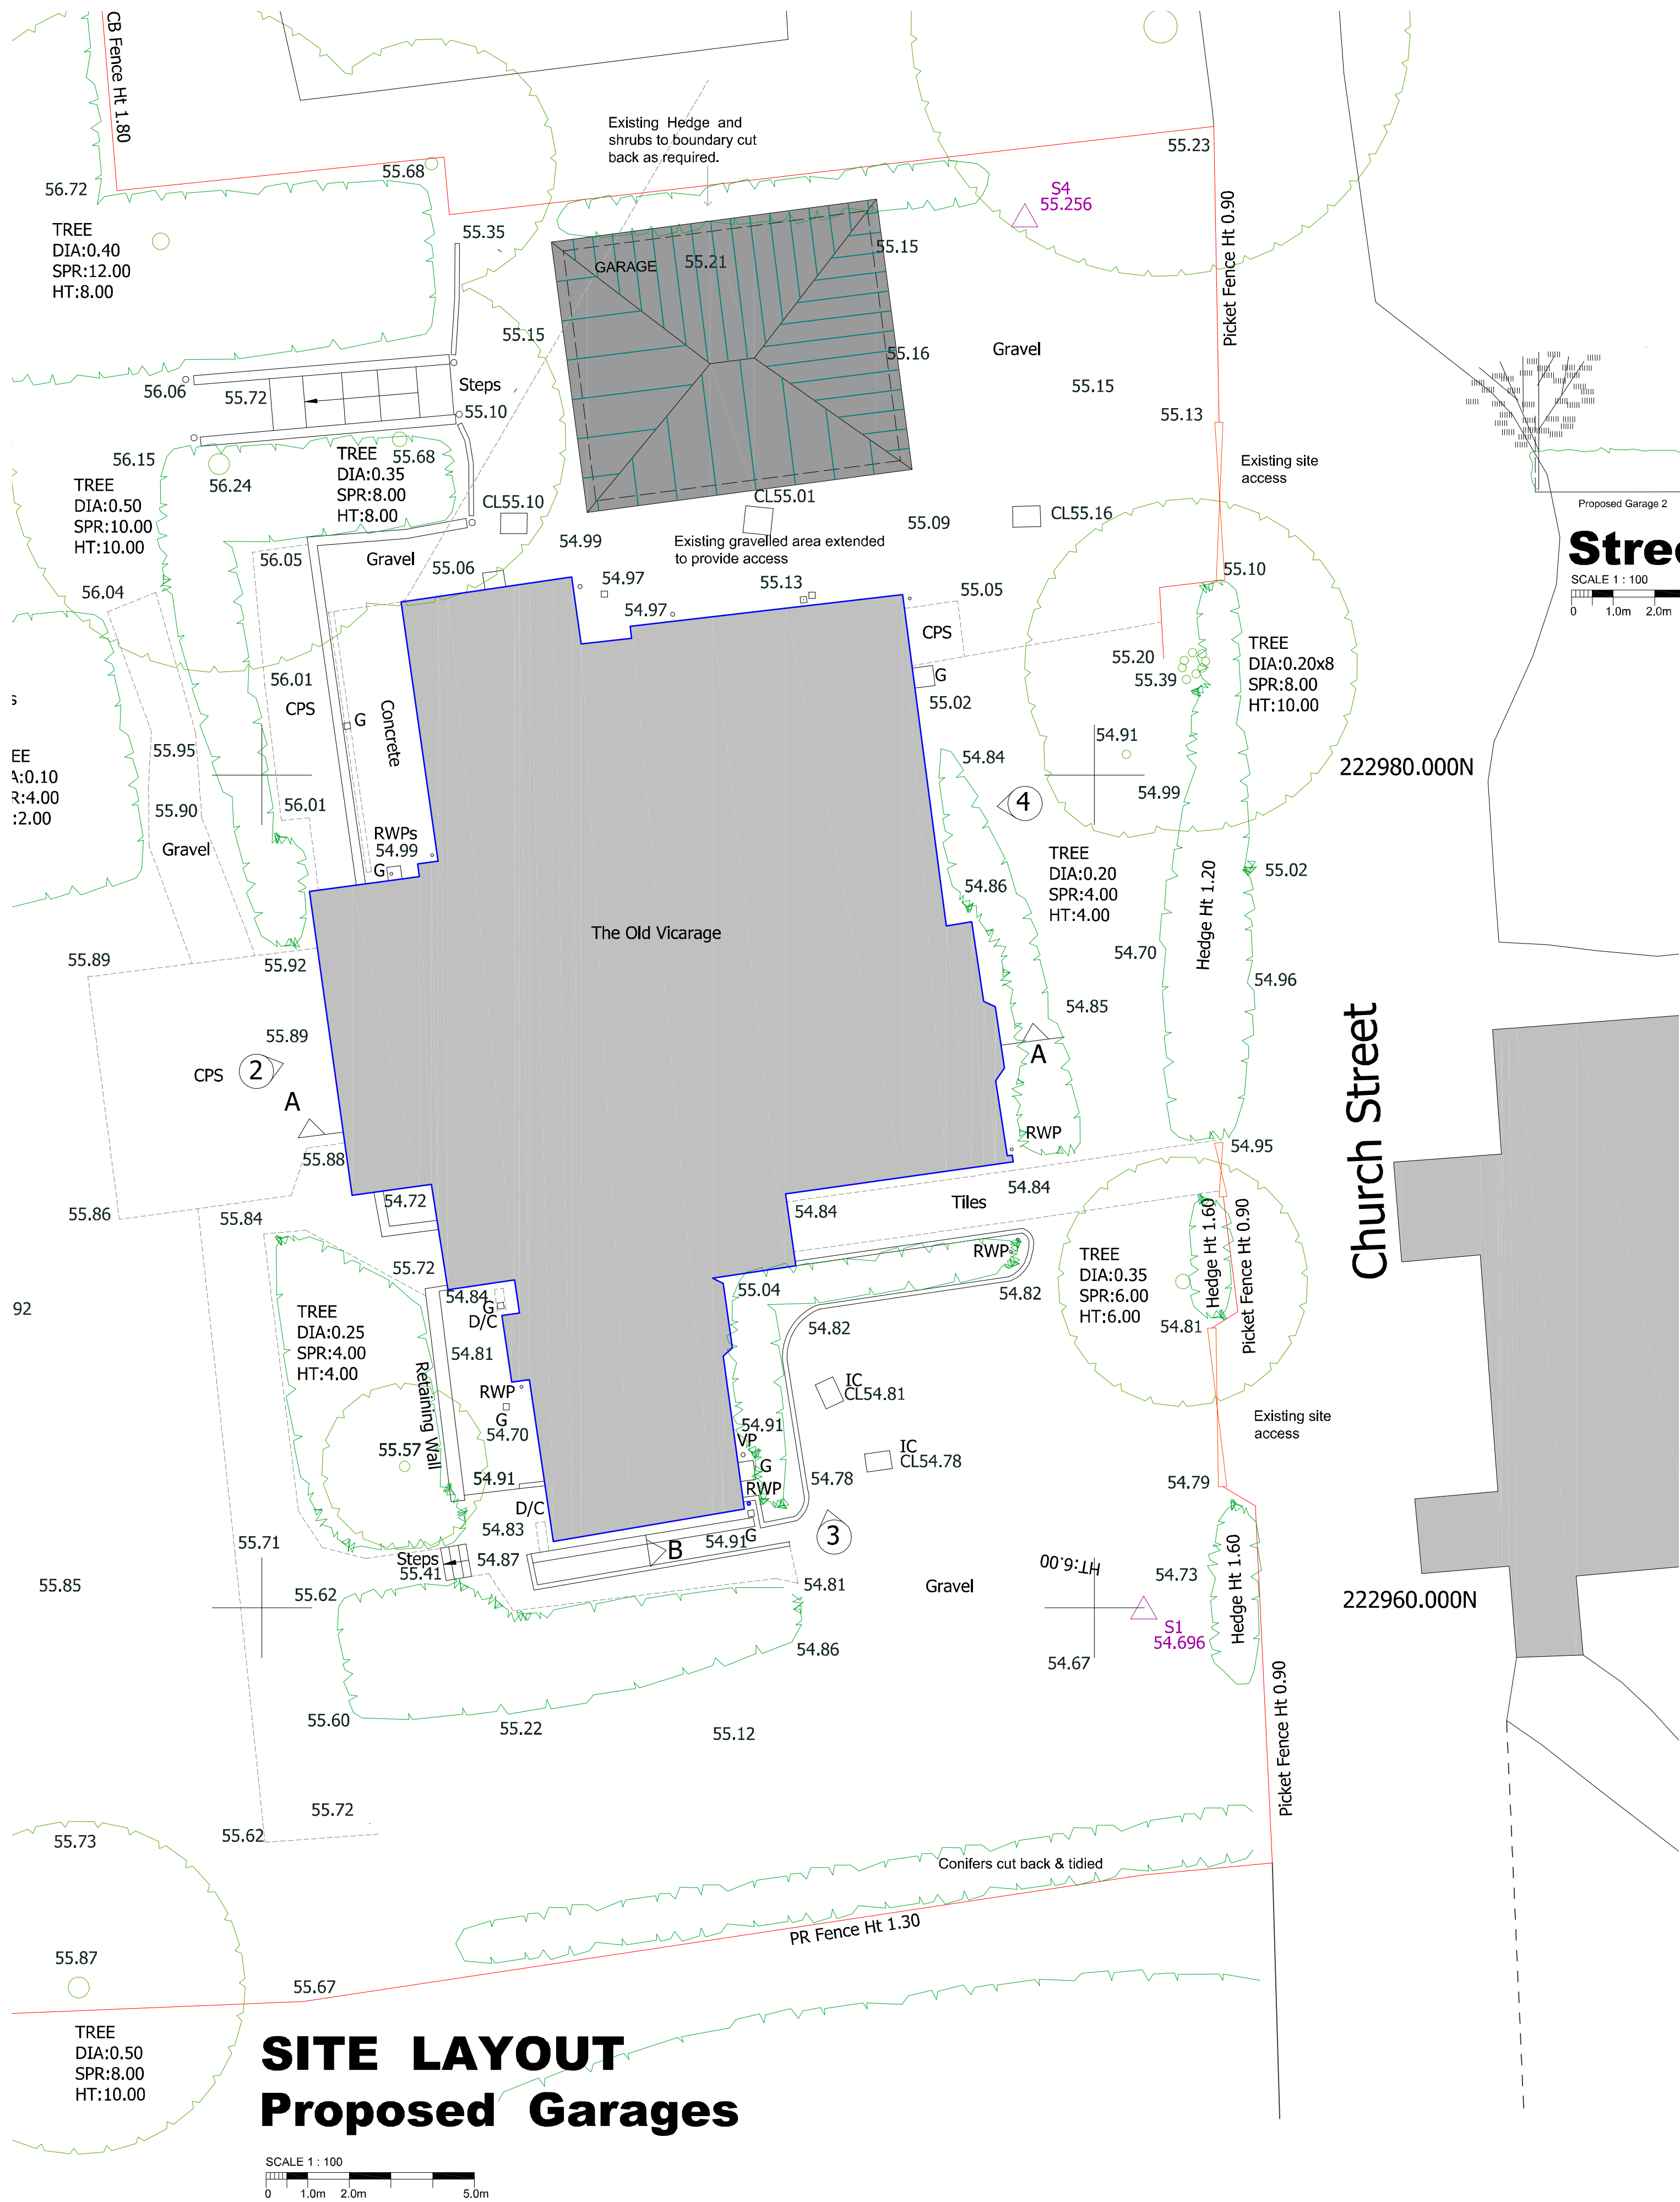 CB Fence Ht 1.80
Existing Hedge and
shrubs to boundary cut
back as required.
55.23
56.72
55.68
S4
55.256
Picket Fence Ht 0.90
TREE
DIA:0.40
SPR:12.00
HT:8.00
55.35
55.15
GARAGE
55.21
55.15
55.16
Gravel
55.15
56.06
55.72
Steps
55.10
55.13
Existing site
access
56.15
TREE
DIA:0.50
SPR:10.00
HT:10.00
56.24
TREE
DIA:0.35
SPR:8.00
HT:8.00
55.68
CL55.10
CL55.01
CL55.16
Proposed Garage 2
Stre
SCALE 1 : 100
0 1.0m 2.0m
56.05
Gravel
55.06
54.99
Existing gravelled area extended
to provide access
55.09
56.04
54.97
54.97
55.13
55.05
55.10
CPS
55.20
55.39
TREE
DIA:0.20x8
SPR:8.00
HT:10.00
56.01
CPS
G
Concrete
G
55.02
S
EE
A:0.10
R:4.00
:2.00
55.95
55.90
Gravel
56.01
RWPs
54.99
G
54.84
54.91
54.99
222980.000N
4
TREE
DIA:0.20
SPR:4.00
HT:4.00
54.86
Hedge Ht 1.20
55.02
The Old Vicarage
55.89
55.92
54.70
54.96
54.85
55.89
CPS
2
A
A
Church Street
RWP
54.95
55.88
55.86
55.84
54.72
54.84
Tiles
54.84
RWP
TREE
DIA:0.35
SPR:6.00
HT:6.00
Hedge Ht 1.60
Picket Fence Ht 0.90
55.72
54.84
G
D/C
55.04
54.82
54.82
54.81
92
TREE
DIA:0.25
SPR:4.00
HT:4.00
54.81
Retaining Wall
RWP
G
54.70
IC
CL54.81
Existing site
access
55.57
54.91
54.91
VP
G
RWP
IC
CL54.78
54.78
54.79
D/C
54.83
54.91
G
3
B
55.71
Steps
55.41
54.87
55.85
55.62
54.81
Gravel
HT:6.00
54.73
S1
54.696
Hedge Ht 1.60
222960.000N
54.86
54.67
55.60
55.22
55.12
Picket Fence Ht 0.90
55.72
55.62
55.73
Conifers cut back & tidied
PR Fence Ht 1.30
55.87
55.67
TREE
DIA:0.50
SPR:8.00
HT:10.00
SITE LAYOUT
Proposed Garages
SCALE 1 : 100
0 1.0m 2.0m 5.0m